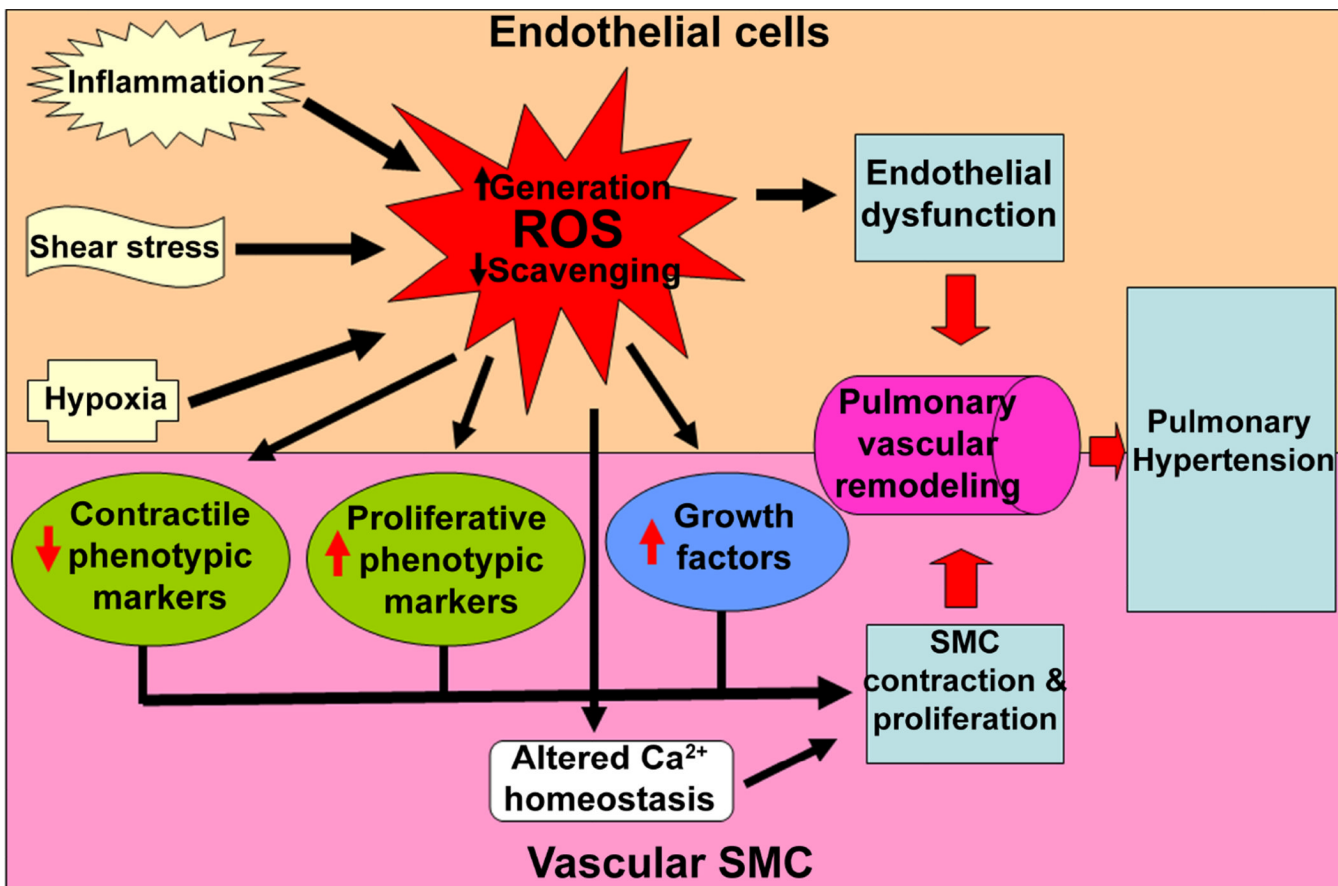 Endothelial cells
Inflammation
Shear stress
Hypoxia
Generation
ROS
Scavenging
Endothelial
dysfunction
Pulmonary
vascular
remodeling
Pulmonary
Hypertension
Contractile
phenotypic
markers
Proliferative
phenotypic
markers
Growth
factors
SMC
contraction &
proliferation
Altered Ca²⁺
homeostasis
Vascular SMC